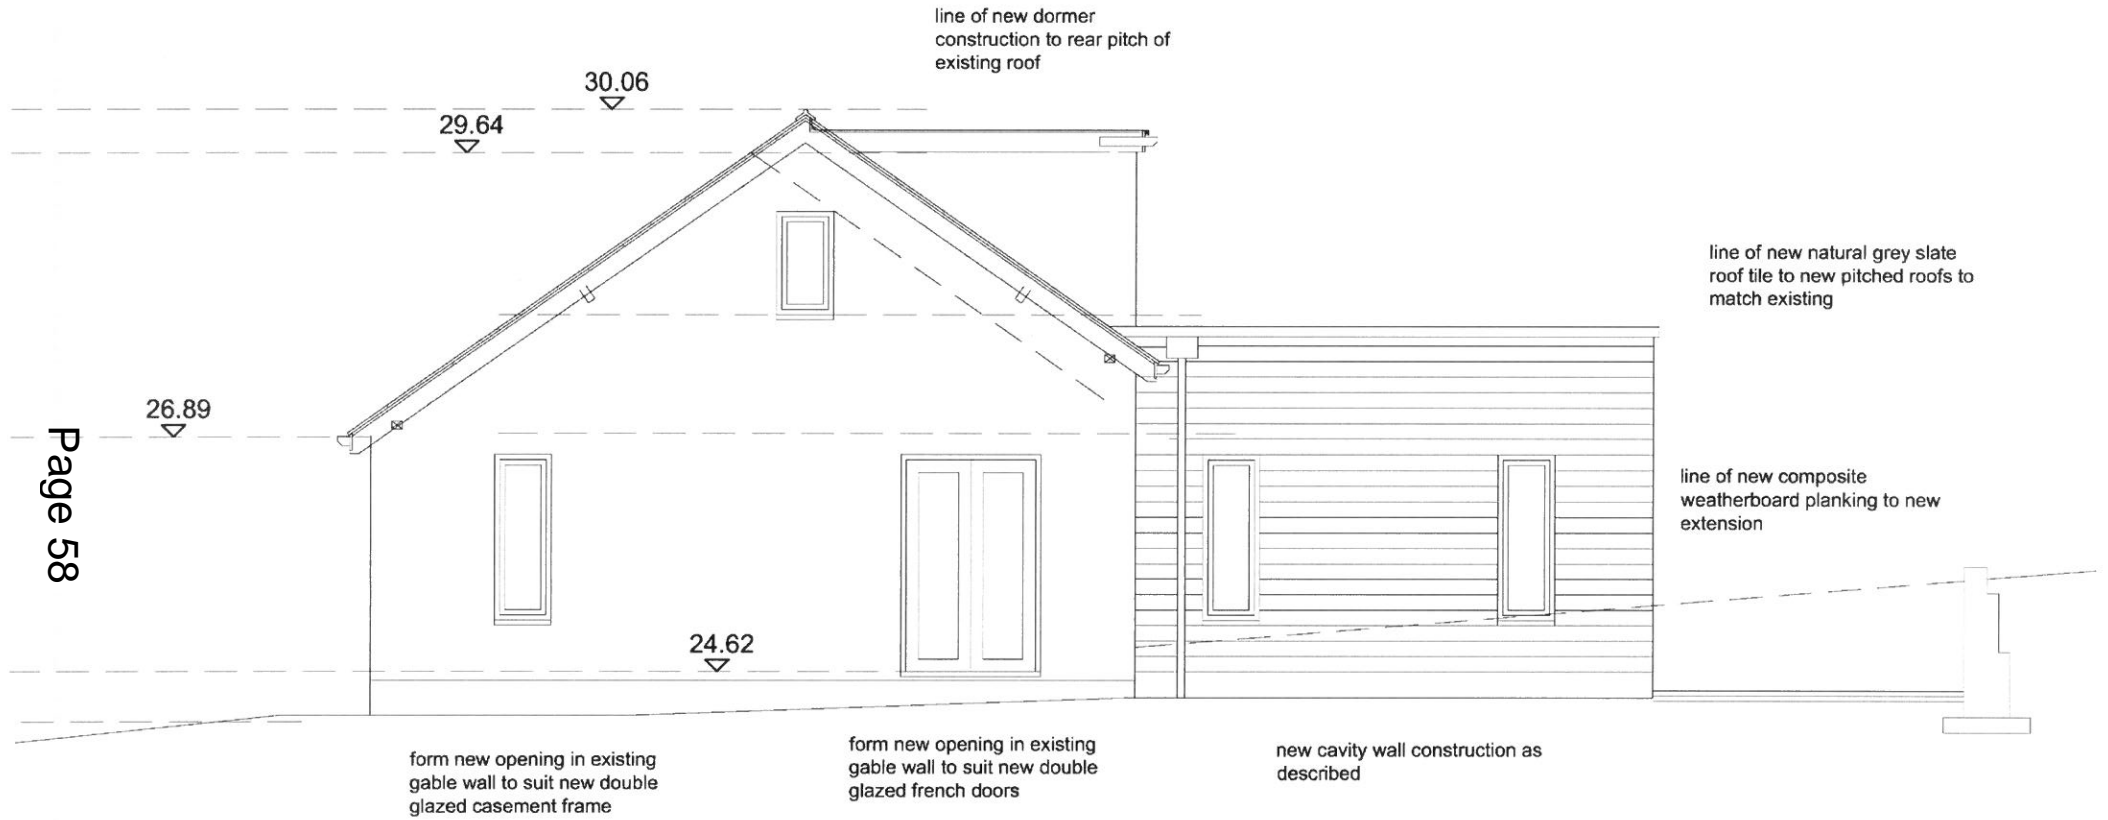 line of new dormer
construction to rear pitch of
existing roof
30.06
29.64
line of new natural grey slate
roof tile to new pitched roofs to
match existing
26.89
Page 58
line of new composite
weatherboard planking to new
extension
24.62
form new opening in existing
gable wall to suit new double
glazed casement frame
form new opening in existing
gable wall to suit new double
glazed french doors
new cavity wall construction as
described